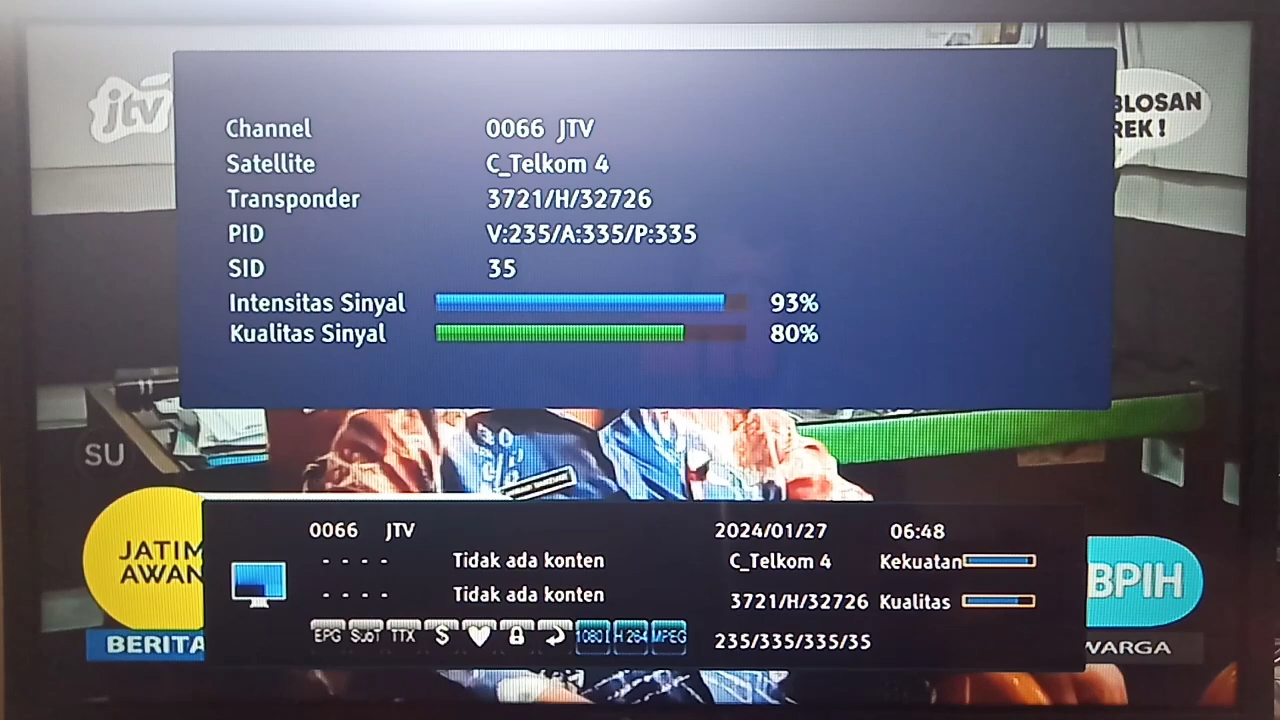 jtv
BLOSAN
REK !
Channel 0066 JTV
Satellite C_Telkom 4
Transponder 3721/H/32726
PID V:235/A:335/P:335
SID 35
Intensitas Sinyal 93%
Kualitas Sinyal 80%
SU
JATIM
AWAN
BERITA
0066 JTV 2024/01/27 06:48
- - - - Tidak ada konten C_Telkom 4 Kekuatan
- - - - Tidak ada konten 3721/H/32726 Kualitas
EPG SUBT TTX $ 1080I H 264 MPEG 235/335/335/35
BPIH
WARGA